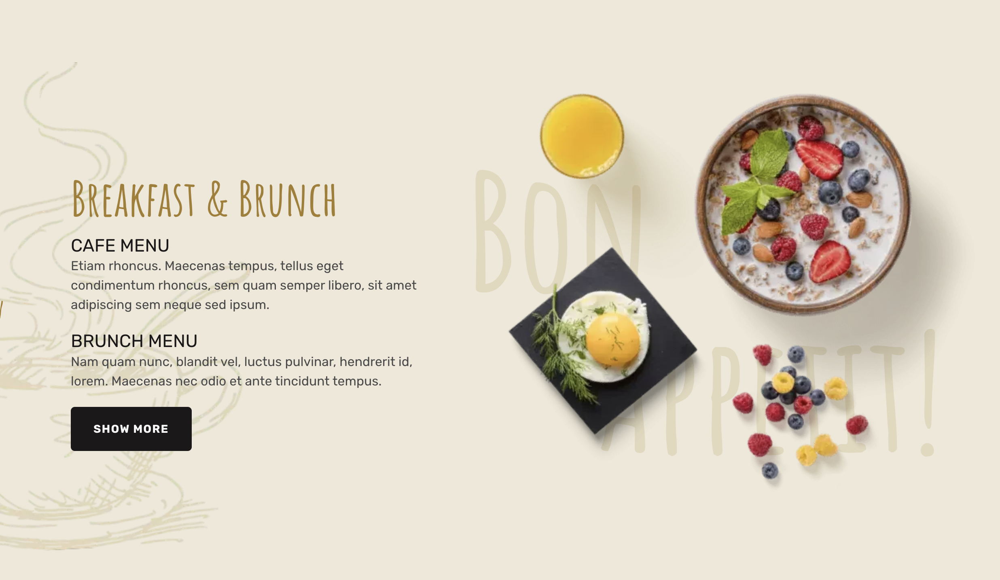 Breakfast & Brunch
CAFE MENU
Etiam rhoncus. Maecenas tempus, tellus eget
condimentum rhoncus, sem quam semper libero, sit amet
adipiscing sem neque sed ipsum.
BRUNCH MENU
Nam quam nunc, blandit vel, luctus pulvinar, hendrerit id,
lorem. Maecenas nec odio et ante tincidunt tempus.
SHOW MORE
BON
APPETIT!